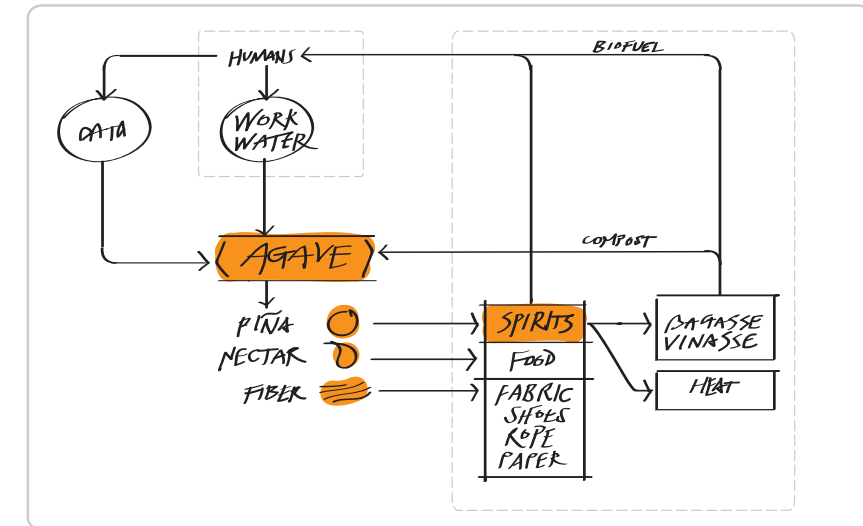 BIOFUEL
HUMANS
DATA
WORK
WATER
AGAVE
COMPOST
PIÑA
SPIRITS
BAGASSE
VINASSE
NECTAR
FOOD
FIBER
FABRIC
SHOES
ROPE
PAPER
HEAT